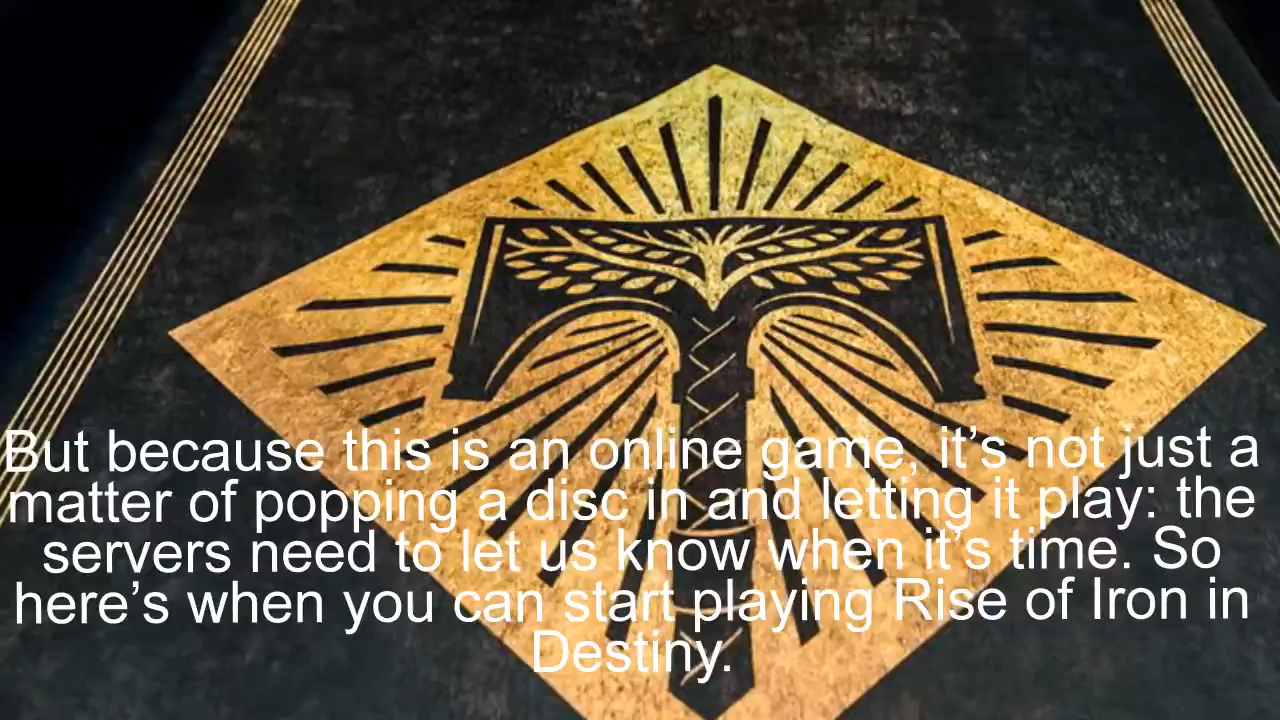 But because this is an online game, it’s not just a
matter of popping a disc in and letting it play: the
servers need to let us know when it’s time. So
here’s when you can start playing Rise of Iron in
Destiny.